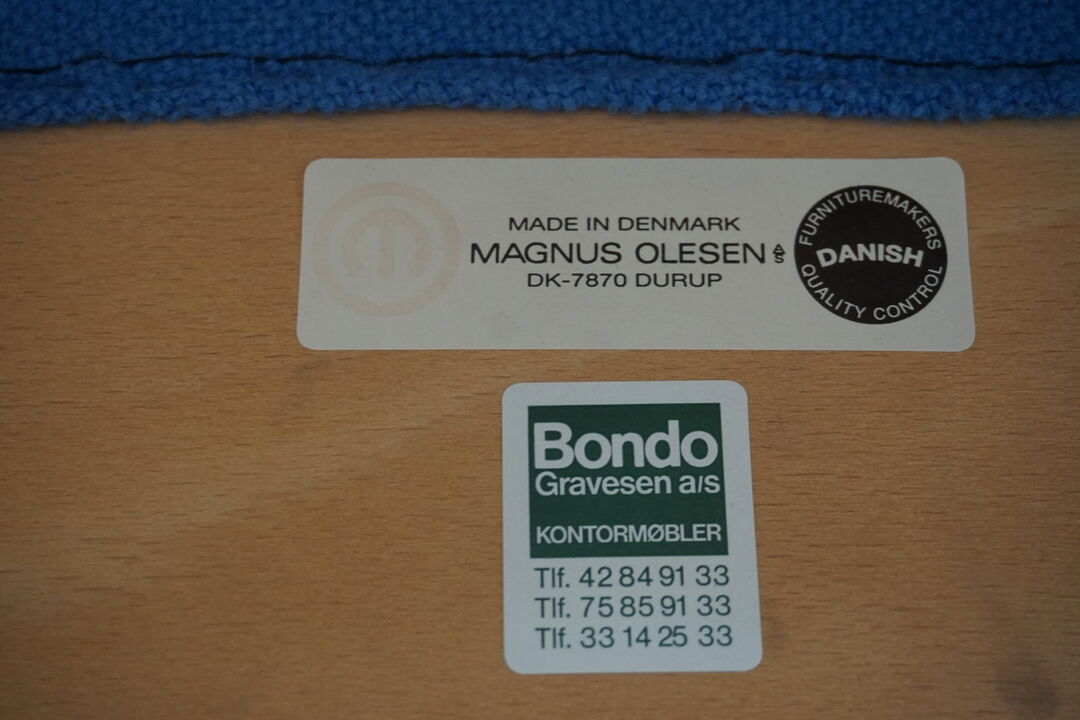 MADE IN DENMARK
MAGNUS OLESEN A/S
DK-7870 DURUP
FURNITUREMAKERS
DANISH
QUALITY CONTROL
Bondo
Gravesen a/s
KONTORMØBLER
Tlf. 42 84 91 33
Tlf. 75 85 91 33
Tlf. 33 14 25 33